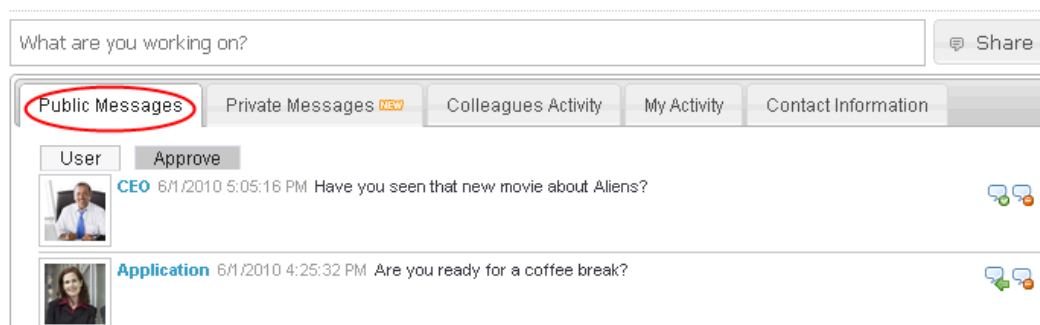 What are you working on?
Share
Public Messages Private Messages NEW Colleagues Activity My Activity Contact Information
User Approve
CEO 6/1/2010 5:05:16 PM Have you seen that new movie about Aliens?
Application 6/1/2010 4:25:32 PM Are you ready for a coffee break?